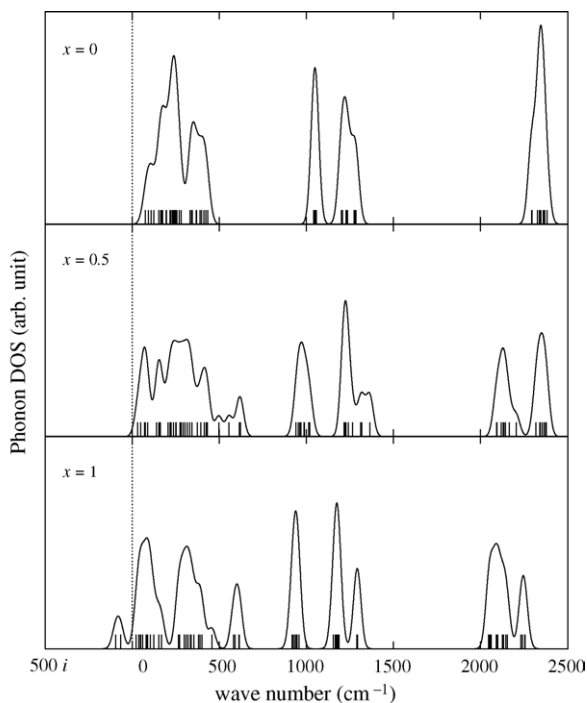 x = 0
x = 0.5
x = 1
Phonon DOS (arb. unit)
500 i 0 500 1000 1500 2000 2500
wave number (cm⁻¹)